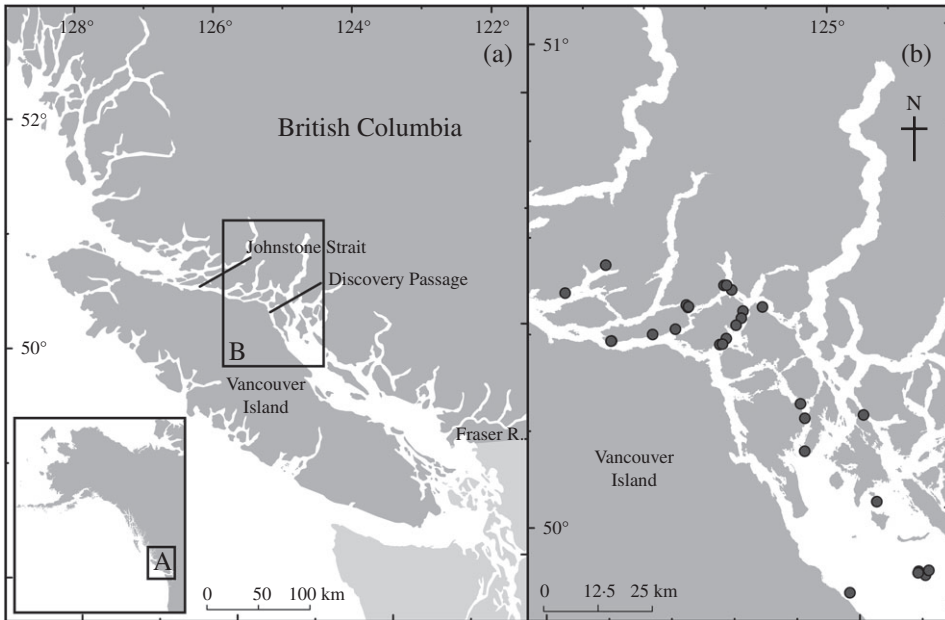 128
126
124
122
(a)
52°
British Columbia
Johnstone Strait
Discovery Passage
50°
B
Vancouver
Island
Fraser R..
A
0 50 100 km
125°
51°
(b)
N
Vancouver
Island
50°
0 12·5 25 km